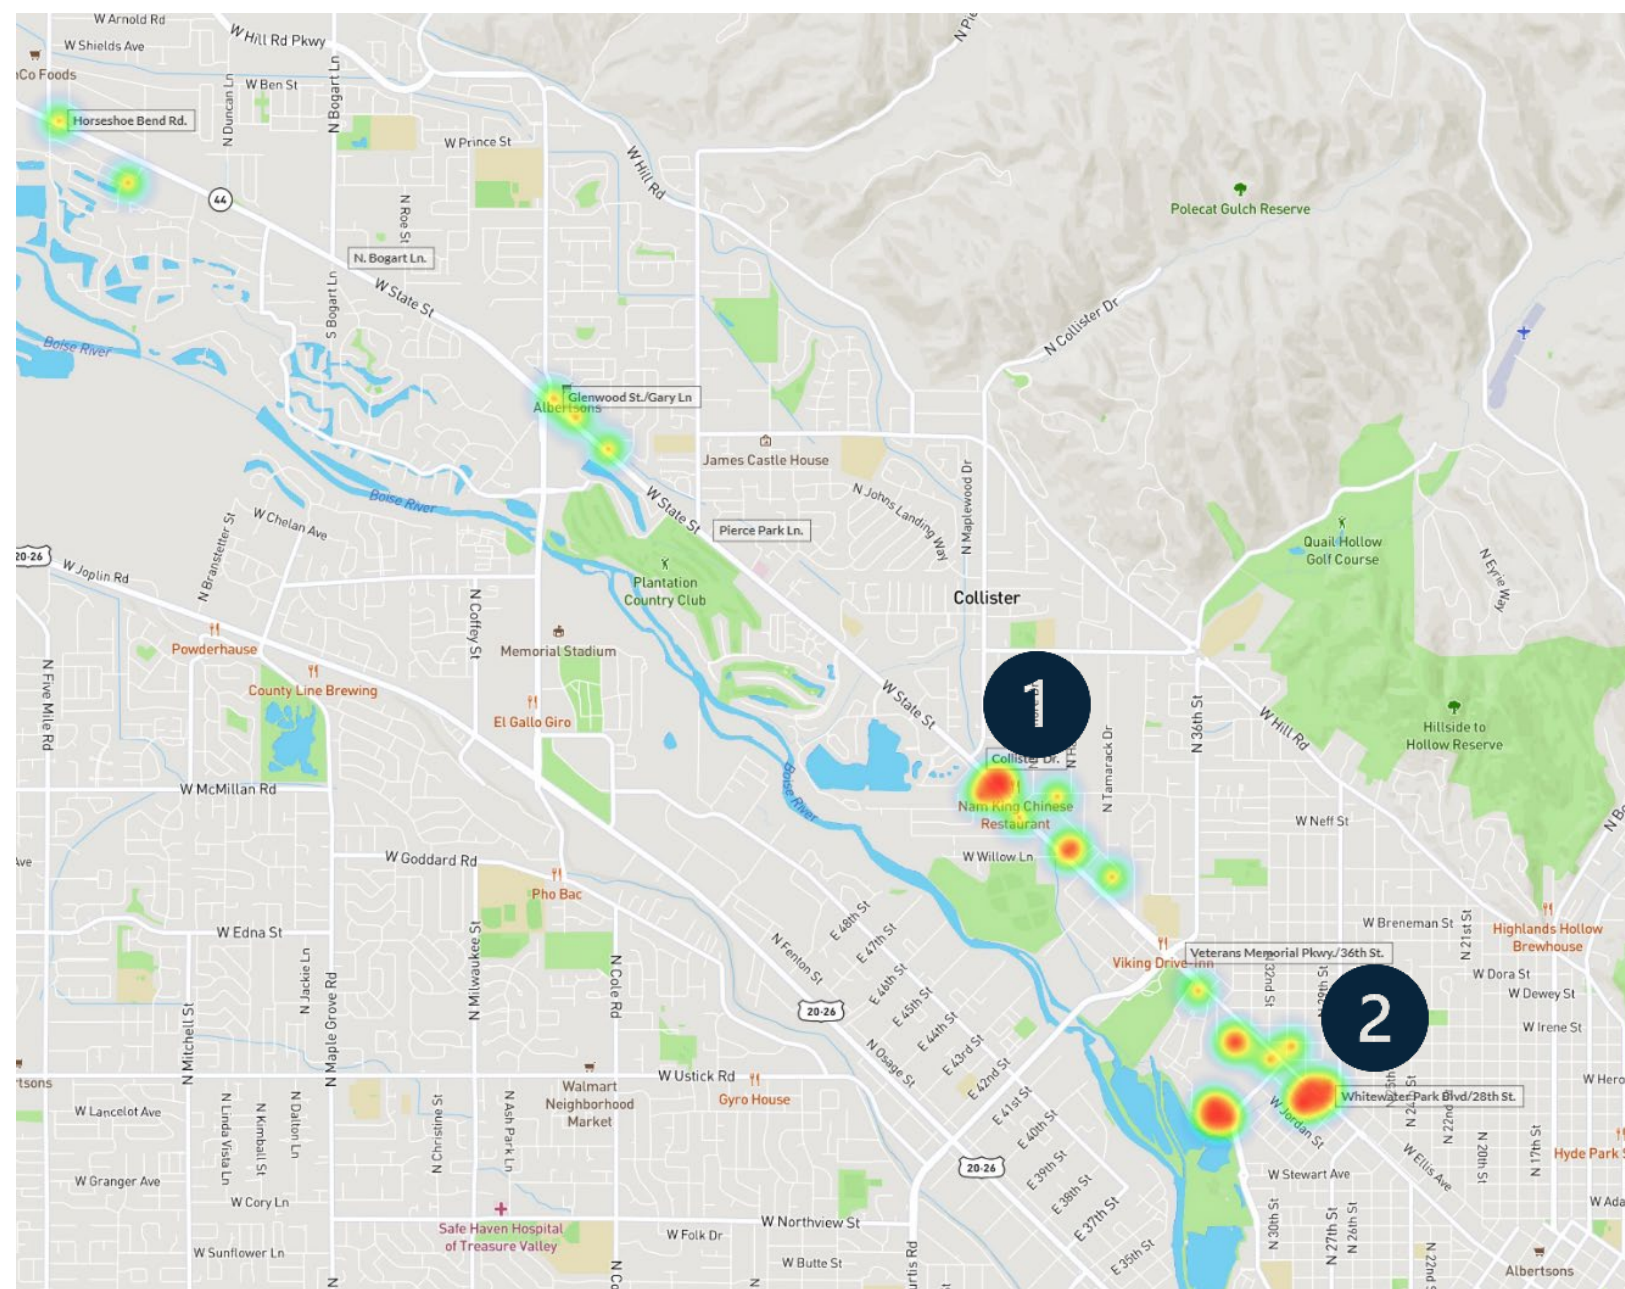 W Arnold Rd
W Shields Ave
W Hill Rd Pkwy
nCo Foods
W Ben St
N Duncan Ln
N Bogart Ln
Horseshoe Bend Rd.
W Prince St
W Hill Rd
Polecat Gulch Reserve
44
N Roe St
N. Bogart Ln.
W State St
S Bogart Ln
Boise River
N Collister Dr
Glenwood St./Gary Ln
Albertsons
James Castle House
N Maplewood Dr
N Johns Landing Way
Boise River
W State St
Pierce Park Ln.
W Chelan Ave
N Branstetter St
20-26
W Joplin Rd
Quail Hollow
Golf Course
N Eyrie Way
Plantation
Country Club
Collister
N Coffey St
Powderhause
Memorial Stadium
County Line Brewing
N Five Mile Rd
El Gallo Giro
W State St
1
N 36th St
W Hill Rd
Hillside to
Hollow Reserve
N Tamarack Dr
Collister Dr.
W McMillan Rd
Boise River
Nam King Chinese
Restaurant
W Neff St
W Goddard Rd
W Willow Ln
Pho Bac
E 48th St
E 47th St
E 46th St
E 45th St
E 44th St
E 43rd St
E 42nd St
E 41st St
E 40th St
E 39th St
E 38th St
E 37th St
E 35th St
W Edna St
N Jackie Ln
N Milwaukee St
N Cole Rd
N Fenton St
W Breneman St
N 21st St
Highlands Hollow
Brewhouse
Viking Drive-Inn
Veterans Memorial Pkwy./36th St.
N 32nd St
N 29th St
W Dora St
W Dewey St
W Irene St
2
20-26
N Mitchell St
N Maple Grove Rd
N Osage St
W Ustick Rd
Gyro House
Walmart
Neighborhood
Market
W Lancelot Ave
N Linda Vista Ln
N Kimball St
N Dalton Ln
N Christine St
N Ash Park Ln
Whitewater Park Blvd/28th St.
W Jordan St
N 24th St
N 22nd St
N 20th St
N 17th St
W Ellis Ave
Hyde Park
20-26
W Stewart Ave
W Granger Ave
W Cory Ln
W Sunflower Ln
Safe Haven Hospital
of Treasure Valley
W Folk Dr
W Northview St
W Butte St
N 30th St
N 27th St
N 26th St
Albertsons